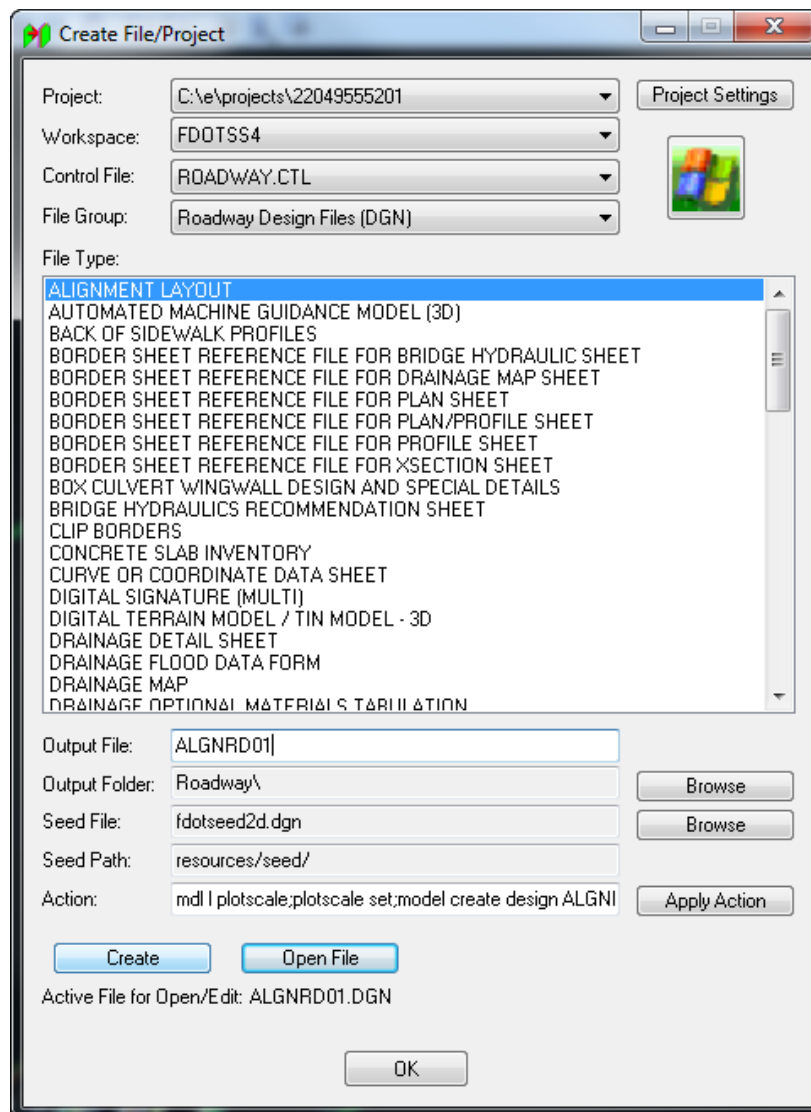 Create File/Project
Project: C:\e\projects\22049555201 Project Settings
Workspace: FDOTSS4
Control File: ROADWAY.CTL
File Group: Roadway Design Files (DGN)
File Type:
ALIGNMENT LAYOUT
AUTOMATED MACHINE GUIDANCE MODEL (3D)
BACK OF SIDEWALK PROFILES
BORDER SHEET REFERENCE FILE FOR BRIDGE HYDRAULIC SHEET
BORDER SHEET REFERENCE FILE FOR DRAINAGE MAP SHEET
BORDER SHEET REFERENCE FILE FOR PLAN SHEET
BORDER SHEET REFERENCE FILE FOR PLAN/PROFILE SHEET
BORDER SHEET REFERENCE FILE FOR PROFILE SHEET
BORDER SHEET REFERENCE FILE FOR XSECTION SHEET
BOX CULVERT WINGWALL DESIGN AND SPECIAL DETAILS
BRIDGE HYDRAULICS RECOMMENDATION SHEET
CLIP BORDERS
CONCRETE SLAB INVENTORY
CURVE OR COORDINATE DATA SHEET
DIGITAL SIGNATURE (MULTI)
DIGITAL TERRAIN MODEL / TIN MODEL - 3D
DRAINAGE DETAIL SHEET
DRAINAGE FLOOD DATA FORM
DRAINAGE MAP
DRAINAGE OPTIONAL MATERIALS TABULATION
Output File: ALGNRD01
Output Folder: Roadway\ Browse
Seed File: fdotseed2d.dgn Browse
Seed Path: resources/seed/
Action: mdl l plotscale;plotscale set;model create design ALGNI Apply Action
Create Open File
Active File for Open/Edit: ALGNRD01.DGN
OK